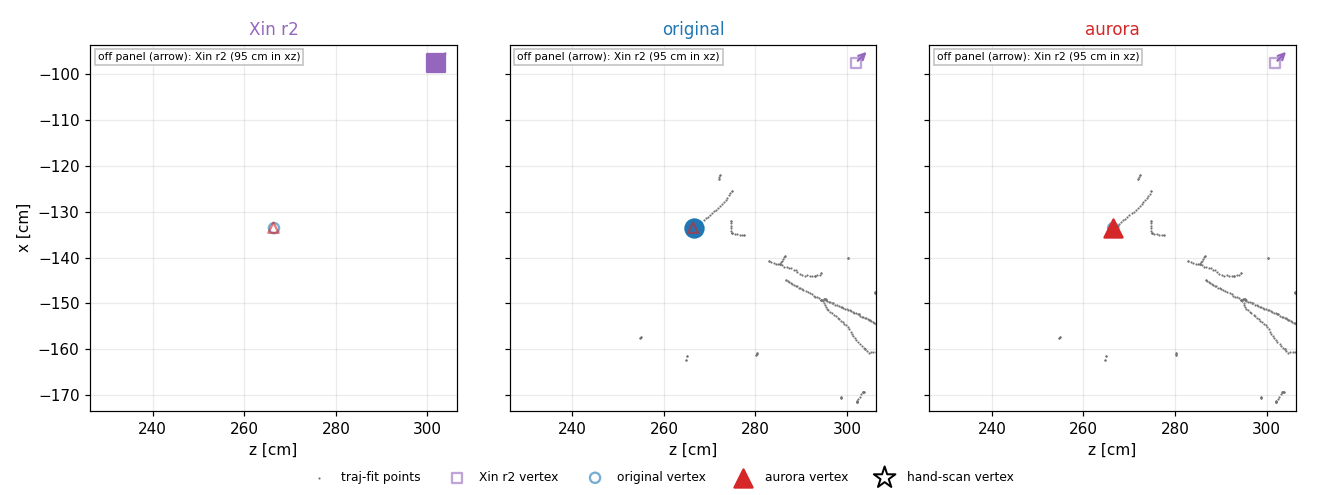 Xin r2
original
aurora
off panel (arrow): Xin r2 (95 cm in xz)
off panel (arrow): Xin r2 (95 cm in xz)
off panel (arrow): Xin r2 (95 cm in xz)
−100
−110
−120
−130
−140
−150
−160
−170
x [cm]
240 260 280 300
240 260 280 300
240 260 280 300
z [cm]
z [cm]
z [cm]
traj-fit points
Xin r2 vertex
original vertex
aurora vertex
hand-scan vertex